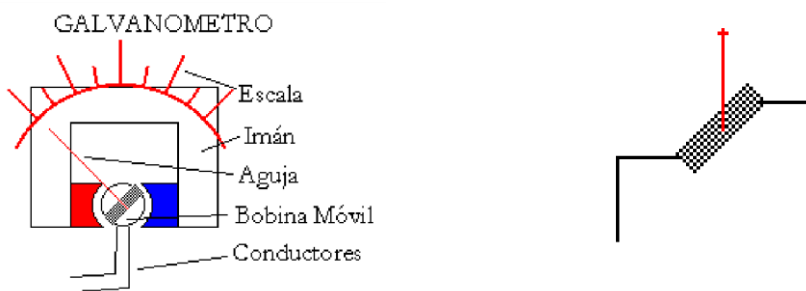 GALVANOMETRO
Escala
Imán
Aguja
Bobina Móvil
Conductores